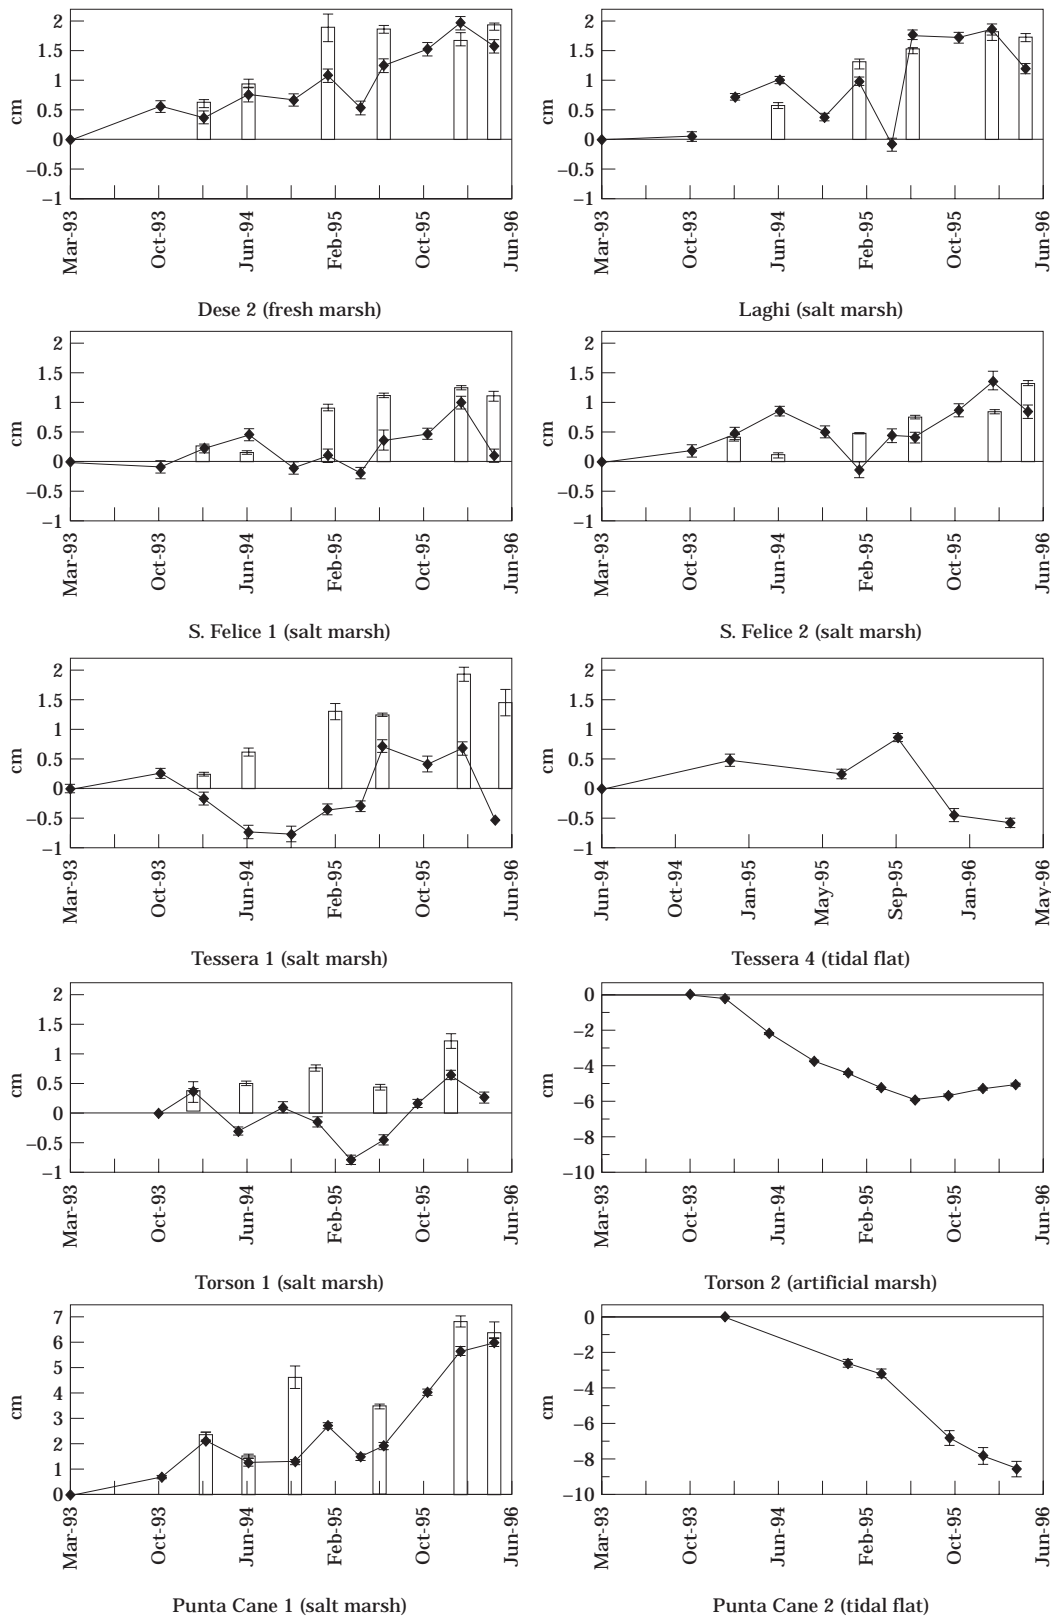 2
1.5
1
0.5
0
−0.5
−1
cm
Mar-93
Oct-93
Jun-94
Feb-95
Oct-95
Jun-96
Dese 2 (fresh marsh)
2
1.5
1
0.5
0
−0.5
−1
cm
Mar-93
Oct-93
Jun-94
Feb-95
Oct-95
Jun-96
Laghi (salt marsh)
2
1.5
1
0.5
0
−0.5
−1
cm
Mar-93
Oct-93
Jun-94
Feb-95
Oct-95
Jun-96
S. Felice 1 (salt marsh)
2
1.5
1
0.5
0
−0.5
−1
cm
Mar-93
Oct-93
Jun-94
Feb-95
Oct-95
Jun-96
S. Felice 2 (salt marsh)
2
1.5
1
0.5
0
−0.5
−1
cm
Mar-93
Oct-93
Jun-94
Feb-95
Oct-95
Jun-96
Tessera 1 (salt marsh)
2
1.5
1
0.5
0
−0.5
−1
cm
Jun-94
Oct-94
Jan-95
May-95
Sep-95
Jan-96
May-96
Tessera 4 (tidal flat)
2
1.5
1
0.5
0
−0.5
−1
cm
Mar-93
Oct-93
Jun-94
Feb-95
Oct-95
Jun-96
Torson 1 (salt marsh)
0
−2
−4
−6
−8
−10
cm
Mar-93
Oct-93
Jun-94
Feb-95
Oct-95
Jun-96
Torson 2 (artificial marsh)
7
6
5
4
3
2
1
0
cm
Mar-93
Oct-93
Jun-94
Feb-95
Oct-95
Jun-96
Punta Cane 1 (salt marsh)
0
−2
−4
−6
−8
−10
cm
Mar-93
Oct-93
Jun-94
Feb-95
Oct-95
Jun-96
Punta Cane 2 (tidal flat)